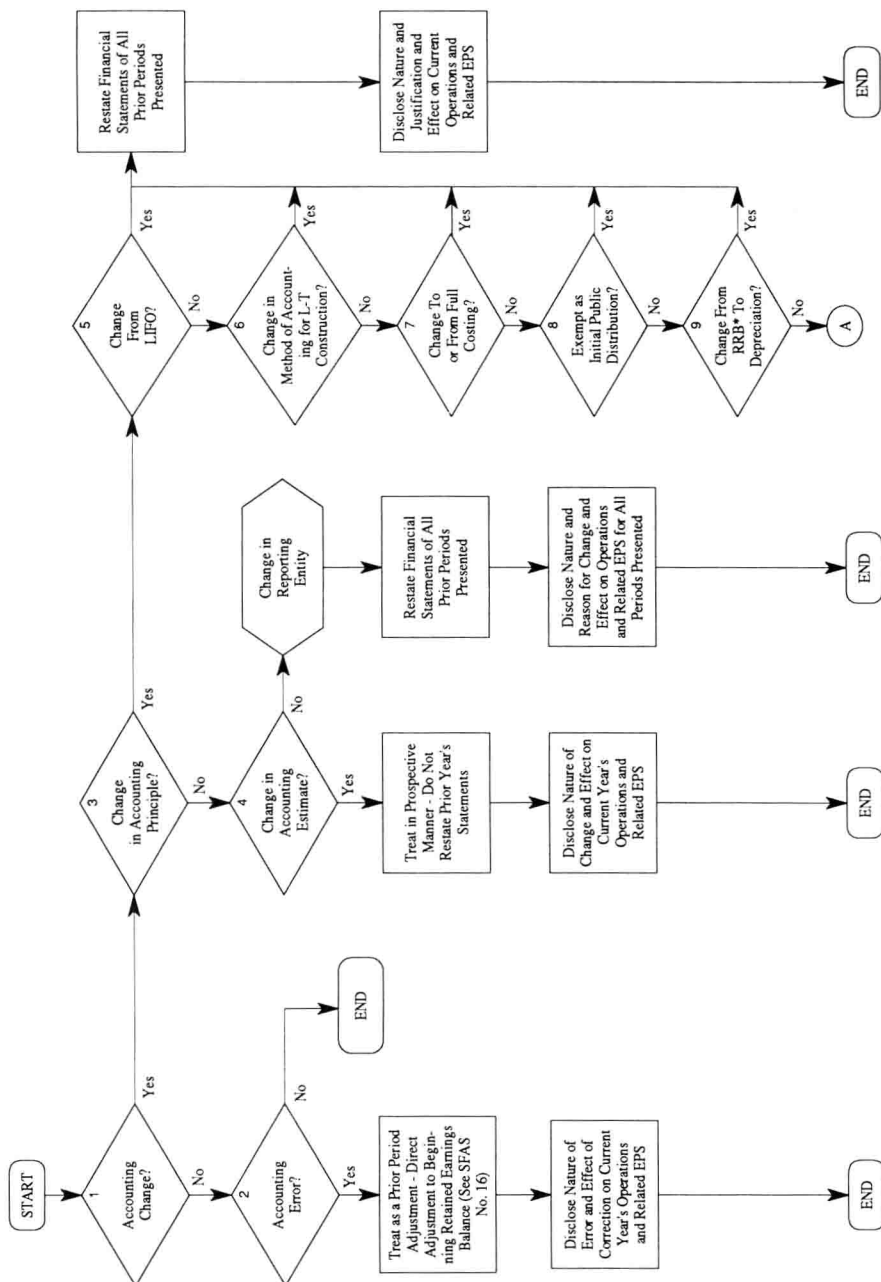 START
1
Accounting
Change?
Yes
No
2
Accounting
Error?
No
END
Yes
Treat as a Prior Period
Adjustment - Direct
Adjustment to Begin-
ning Retained Earnings
Balance (See SFAS
No. 16)
Disclose Nature of
Error and Effect of
Correction on Current
Year's Operations
and Related EPS
END
3
Change
in Accounting
Principle?
Yes
No
4
Change in
Accounting
Estimate?
No
Yes
Treat in Prospective
Manner - Do Not
Restate Prior Year's
Statements
Disclose Nature of
Change and Effect on
Current Year's
Operations and
Related EPS
END
Change in
Reporting
Entity
Restate Financial
Statements of All
Prior Periods
Presented
Disclose Nature and
Reason for Change and
Effect on Operations
and Related EPS for All
Periods Presented
END
5
Change
From
LIFO?
Yes
No
6
Change in
Method of Account-
ing for L-T
Construction?
Yes
No
7
Change To
or From Full
Costing?
Yes
No
8
Exempt as
Initial Public
Distribution?
Yes
No
9
Change From
RRB* To
Depreciation?
Yes
No
A
Restate Financial
Statements of All
Prior Periods
Presented
Disclose Nature and
Justification and
Effect on Current
Operations and
Related EPS
END